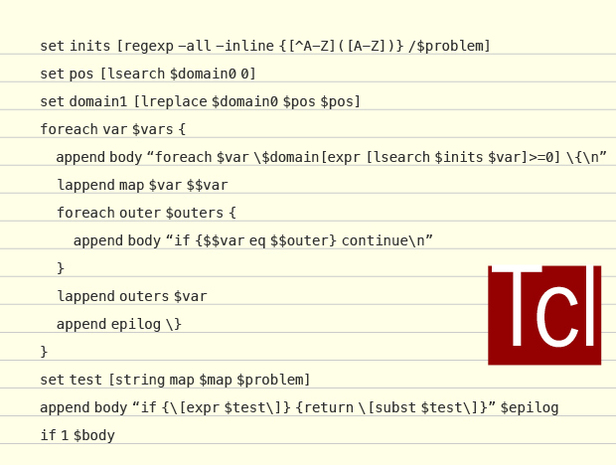 set inits [regexp –all –inline {[^A–Z]([A–Z])} /$problem]
set pos [lsearch $domain0 0]
set domain1 [lreplace $domain0 $pos $pos]
foreach var $vars {
append body “foreach $var \$domain[expr [lsearch $inits $var]>=0] \{\n”
lappend map $var $$var
foreach outer $outers {
append body “if {$$var eq $$outer} continue\n”
}
lappend outers $var
append epilog \}
}
set test [string map $map $problem]
append body “if {\[expr $test\]} {return \[subst $test\]}” $epilog
if 1 $body
Tcl